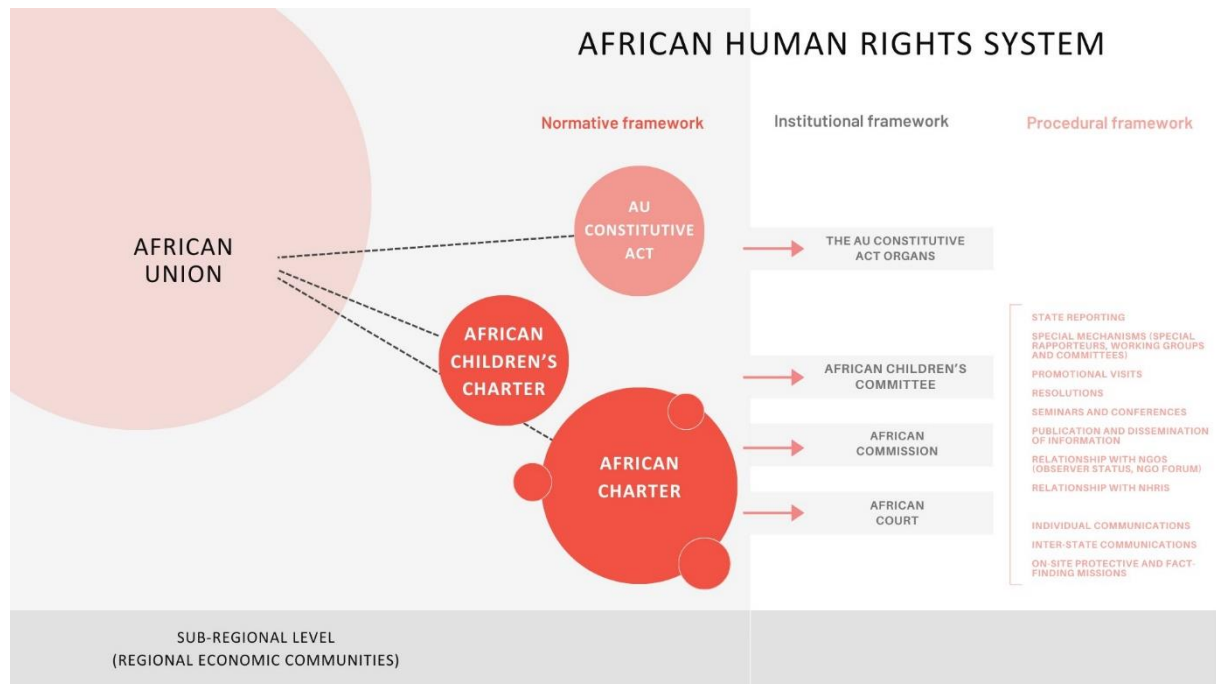 AFRICAN HUMAN RIGHTS SYSTEM
Normative framework
Institutional framework
Procedural framework
AFRICAN
UNION
AU
CONSTITUTIVE
ACT
THE AU CONSTITUTIVE
ACT ORGANS
AFRICAN
CHILDREN'S
CHARTER
AFRICAN CHILDREN'S
COMMITTEE
AFRICAN
CHARTER
AFRICAN
COMMISSION
AFRICAN
COURT
STATE REPORTING
SPECIAL MECHANISMS (SPECIAL
RAPPORTEURS, WORKING GROUPS
AND COMMITTEES)
PROMOTIONAL VISITS
RESOLUTIONS
SEMINARS AND CONFERENCES
PUBLICATION AND DISSEMINATION
OF INFORMATION
RELATIONSHIP WITH NGOS
(OBSERVER STATUS, NGO FORUM)
RELATIONSHIP WITH NHRIS
INDIVIDUAL COMMUNICATIONS
INTER-STATE COMMUNICATIONS
ON-SITE PROTECTIVE AND FACT-
FINDING MISSIONS
SUB-REGIONAL LEVEL
(REGIONAL ECONOMIC COMMUNITIES)